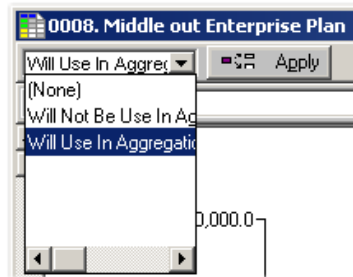 0008. Middle out Enterprise Plan
Will Use In Aggreg
Apply
(None)
Will Not Be Use In Ag
Will Use In Aggregatio
0,000.0